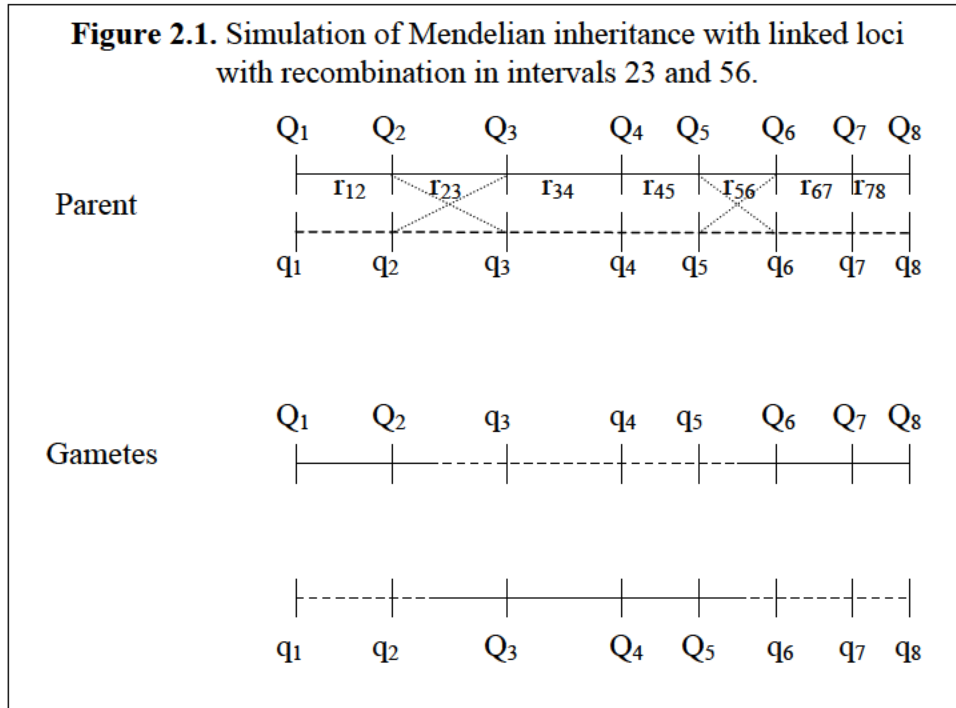 Figure 2.1. Simulation of Mendelian inheritance with linked loci
with recombination in intervals 23 and 56.
Q₁ Q₂ Q₃ Q₄ Q₅ Q₆ Q₇ Q₈
r₁₂ r₂₃ r₃₄ r₄₅ r₅₆ r₆₇ r₇₈
Parent
q₁ q₂ q₃ q₄ q₅ q₆ q₇ q₈
Q₁ Q₂ q₃ q₄ q₅ Q₆ Q₇ Q₈
Gametes
q₁ q₂ Q₃ Q₄ Q₅ q₆ q₇ q₈